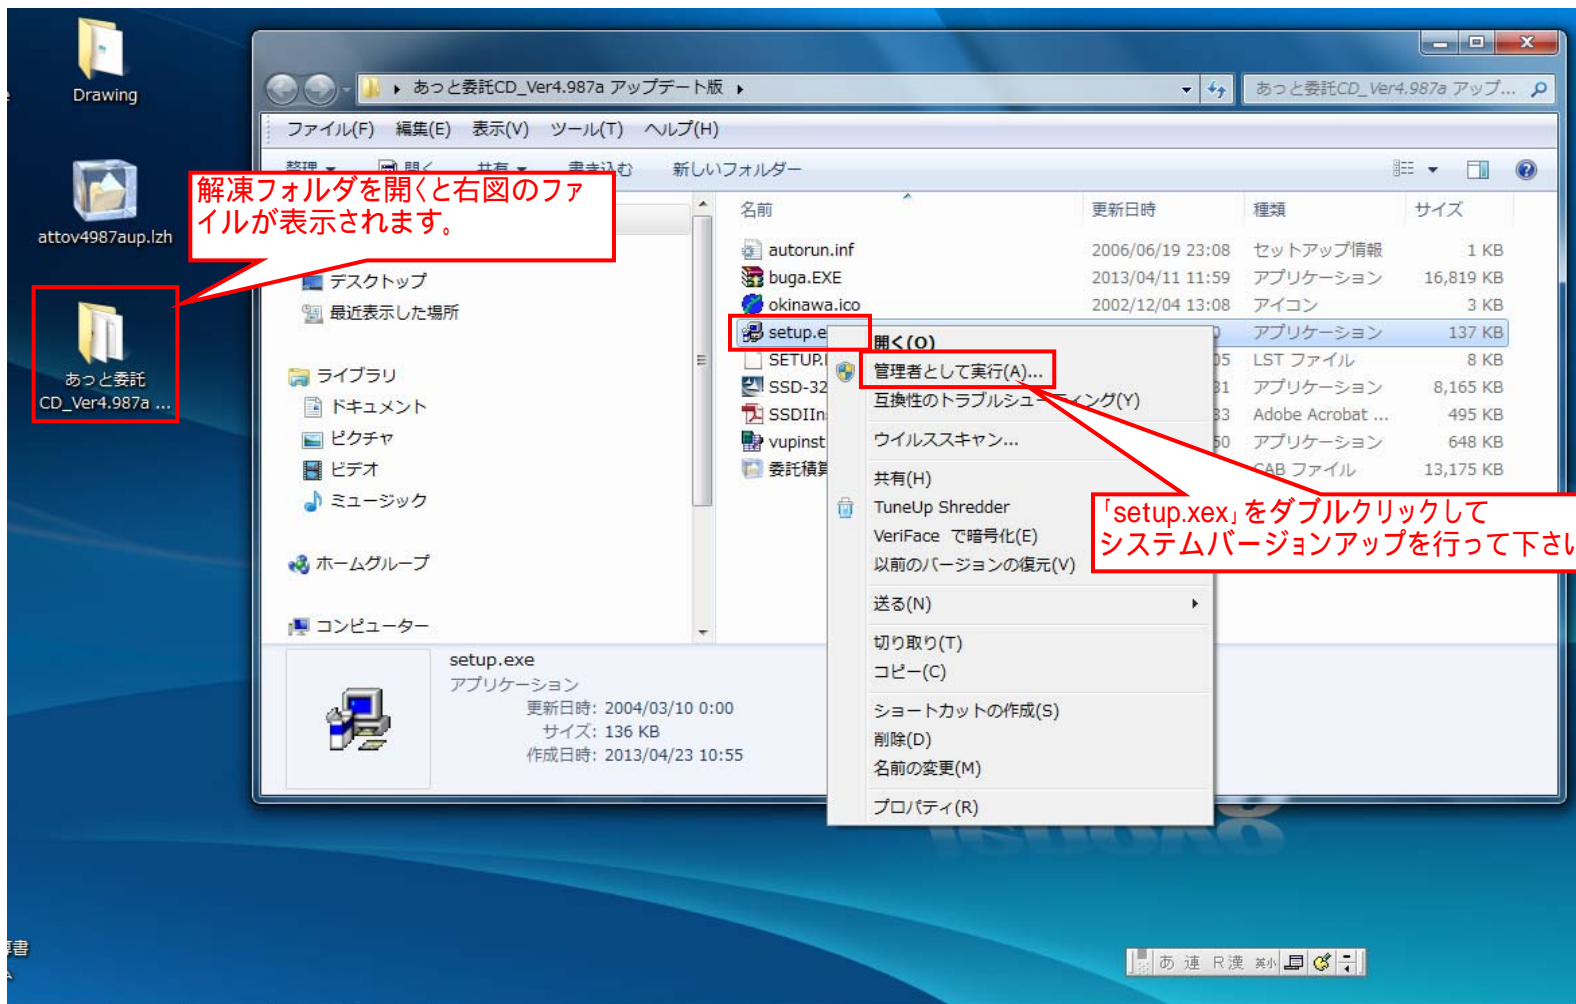 Drawing
attov4987aup.lzh
あっと委託
CD_Ver4.987a ...
解凍フォルダを開くと右図のファ
イルが表示されます。
あっと委託CD_Ver4.987a アップデート版
あっと委託CD_Ver4.987a アップ...
ファイル(F) 編集(E) 表示(V) ツール(T) ヘルプ(H)
整理 開く 共有 書き込む 新しいフォルダー
デスクトップ
最近表示した場所
ライブラリ
ドキュメント
ピクチャ
ビデオ
ミュージック
ホームグループ
コンピューター
名前 更新日時 種類 サイズ
autorun.inf 2006/06/19 23:08 セットアップ情報 1 KB
buga.EXE 2013/04/11 11:59 アプリケーション 16,819 KB
okinawa.ico 2002/12/04 13:08 アイコン 3 KB
setup.e アプリケーション 137 KB
SETUP. 05 LST ファイル 8 KB
SSD-32 31 アプリケーション 8,165 KB
SSDIIn 33 Adobe Acrobat ... 495 KB
vupinst 50 アプリケーション 648 KB
委託積算 CAB ファイル 13,175 KB
開く(O)
管理者として実行(A)...
互換性のトラブルシューティング(Y)
ウイルススキャン...
共有(H)
TuneUp Shredder
VeriFace で暗号化(E)
以前のバージョンの復元(V)
送る(N)
切り取り(T)
コピー(C)
ショートカットの作成(S)
削除(D)
名前の変更(M)
プロパティ(R)
「setup.xex」をダブルクリックして
システムバージョンアップを行って下さい
setup.exe
アプリケーション
更新日時: 2004/03/10 0:00
サイズ: 136 KB
作成日時: 2013/04/23 10:55
あ 連 R漢 英小